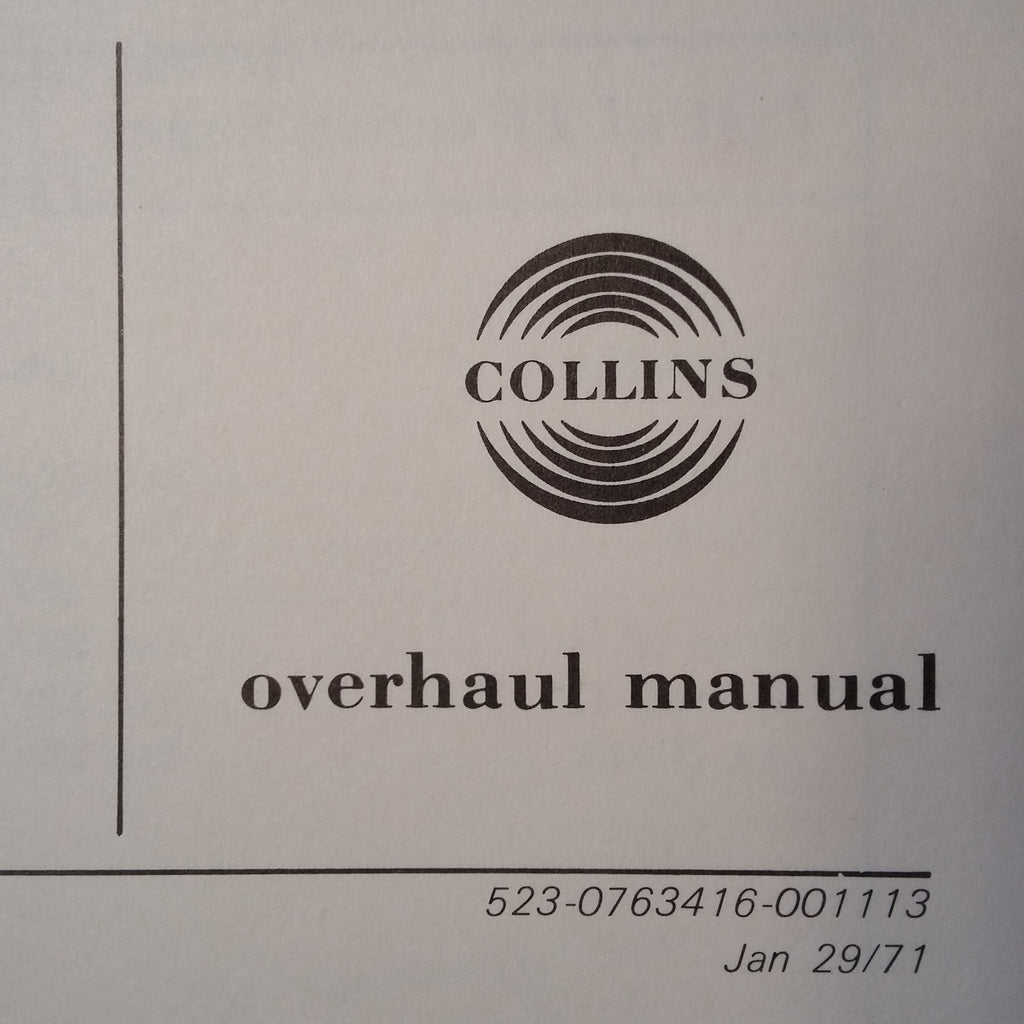 COLLINS
overhaul manual
523-0763416-001113
Jan 29/71